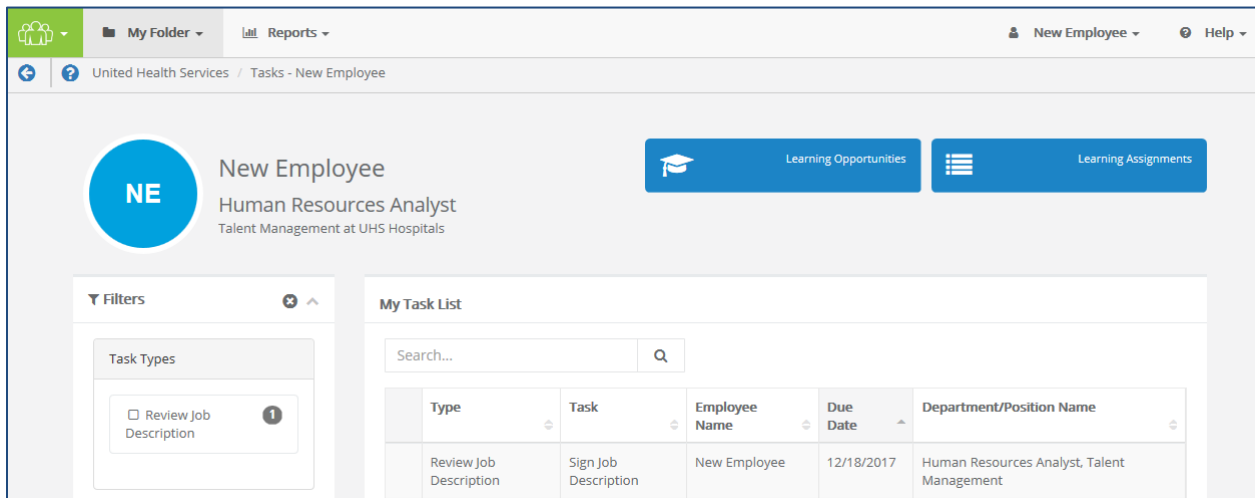 My Folder
Reports
New Employee
Help
United Health Services / Tasks - New Employee
NE
New Employee
Human Resources Analyst
Talent Management at UHS Hospitals
Learning Opportunities
Learning Assignments
Filters
Task Types
Review Job
Description
1
My Task List
Search...
Type
Task
Employee
Name
Due
Date
Department/Position Name
Review Job
Description
Sign Job
Description
New Employee
12/18/2017
Human Resources Analyst, Talent
Management